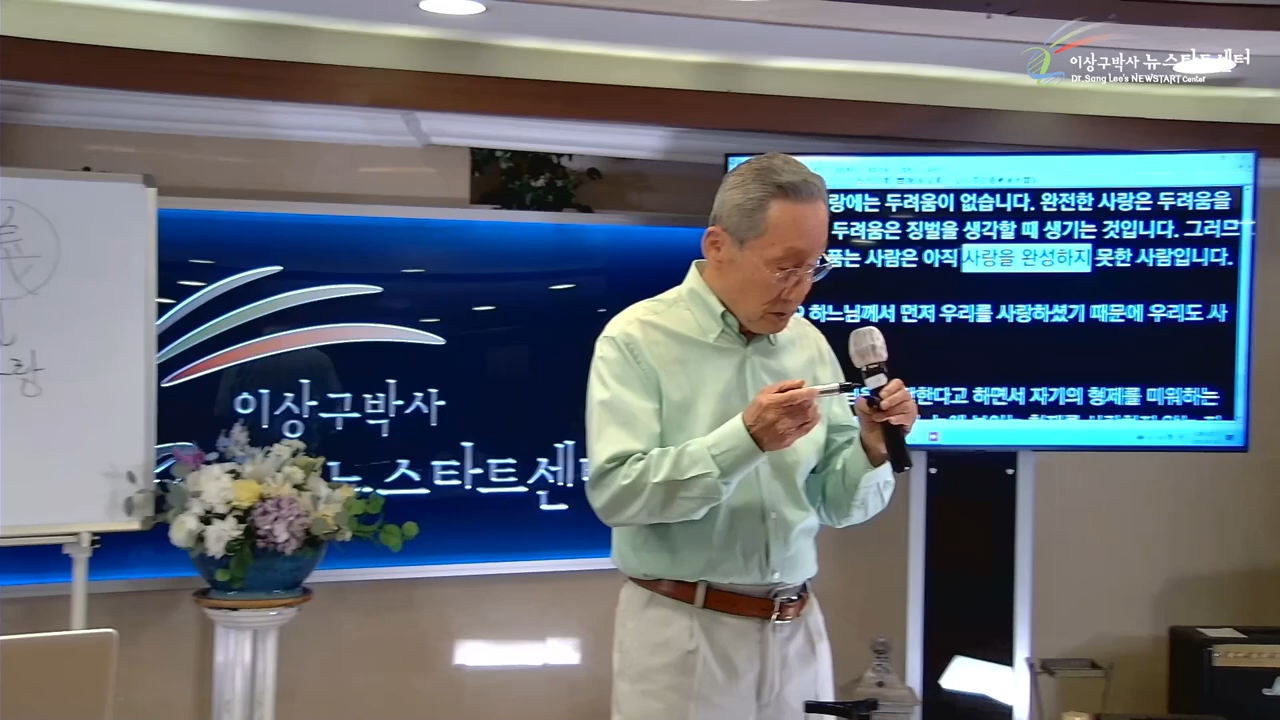 이상구박사 뉴스타트센터
Dr. Sang Lee's NEWSTART Center
義
랑
이상구박사
뉴스타트센
랑에는 두려움이 없습니다. 완전한 사랑은 두려움을
두려움은 징벌을 생각할 때 생기는 것입니다. 그러므
품는 사람은 아직 사랑을 완성하지 못한 사람입니다.
하느님께서 먼저 우리를 사랑하셨기 때문에 우리도 사
한다고 하면서 자기의 형제를 미워하는